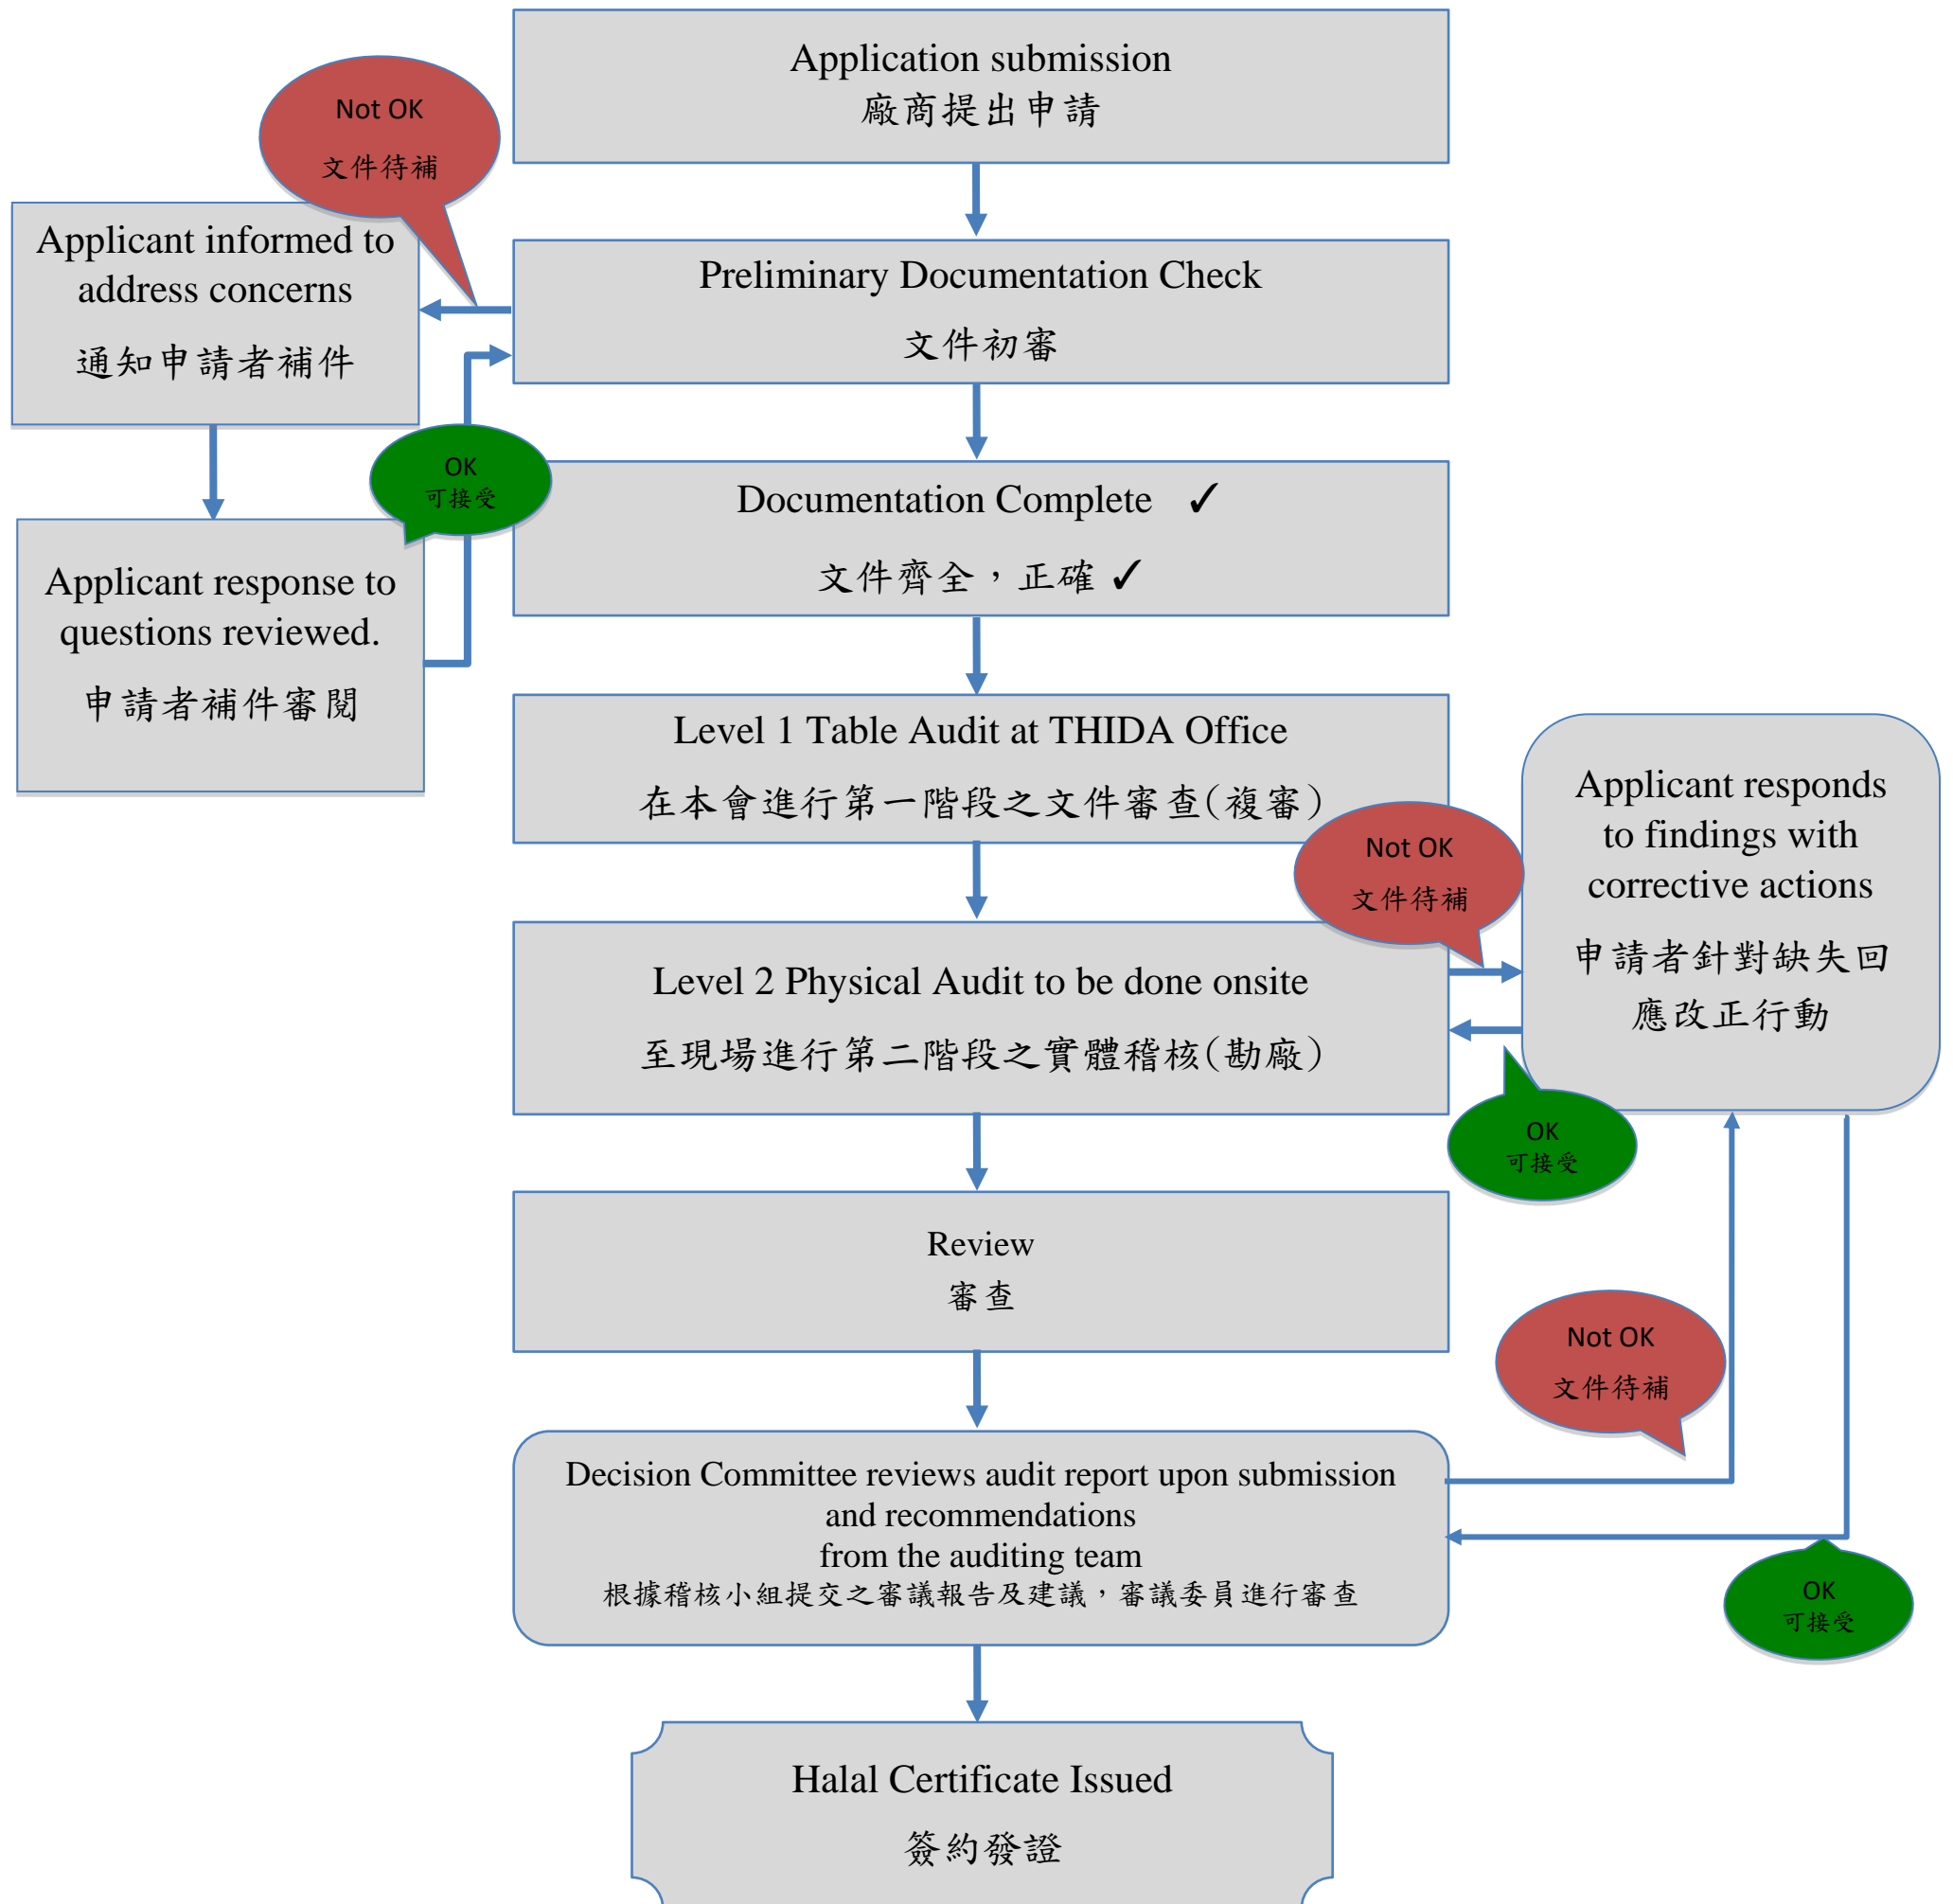 Application submission
廠商提出申請
Not OK
文件待補
Applicant informed to
address concerns
通知申請者補件
Preliminary Documentation Check
文件初審
OK
可接受
Documentation Complete ✓
文件齊全，正確 ✓
Applicant response to
questions reviewed.
申請者補件審閱
Level 1 Table Audit at THIDA Office
在本會進行第一階段之文件審查(複審)
Not OK
文件待補
Applicant responds
to findings with
corrective actions
申請者針對缺失回
應改正行動
Level 2 Physical Audit to be done onsite
至現場進行第二階段之實體稽核(勘廠)
OK
可接受
Review
審查
Not OK
文件待補
Decision Committee reviews audit report upon submission
and recommendations
from the auditing team
根據稽核小組提交之審議報告及建議，審議委員進行審查
OK
可接受
Halal Certificate Issued
簽約發證